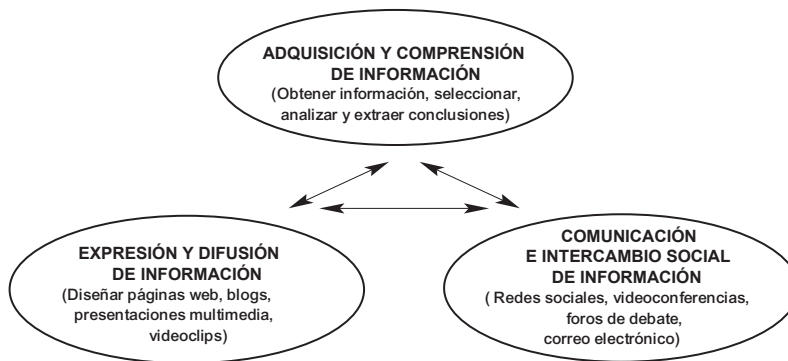 ADQUISICIÓN Y COMPRENSIÓN
DE INFORMACIÓN
(Obtener información, seleccionar,
analizar y extraer conclusiones)
EXPRESIÓN Y DIFUSIÓN
DE INFORMACIÓN
(Diseñar páginas web, blogs,
presentaciones multimedia,
videoclips)
COMUNICACIÓN
E INTERCAMBIO SOCIAL
DE INFORMACIÓN
( Redes sociales, videoconferencias,
foros de debate,
correo electrónico)